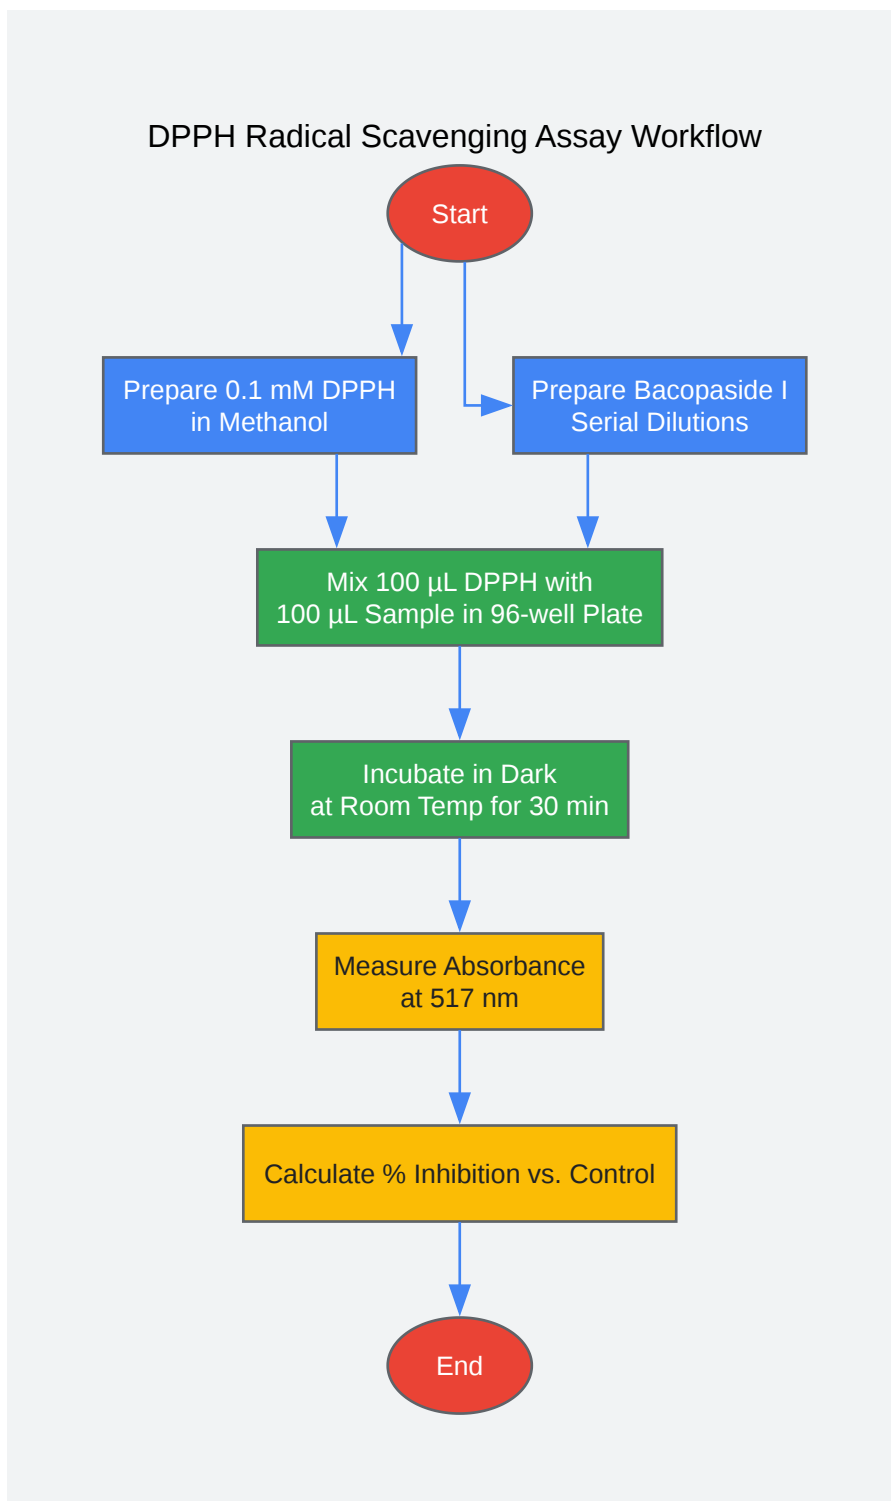 DPPH Radical Scavenging Assay Workflow
Start
Prepare 0.1 mM DPPH
in Methanol
Prepare Bacopaside I
Serial Dilutions
Mix 100 µL DPPH with
100 µL Sample in 96-well Plate
Incubate in Dark
at Room Temp for 30 min
Measure Absorbance
at 517 nm
Calculate % Inhibition vs. Control
End